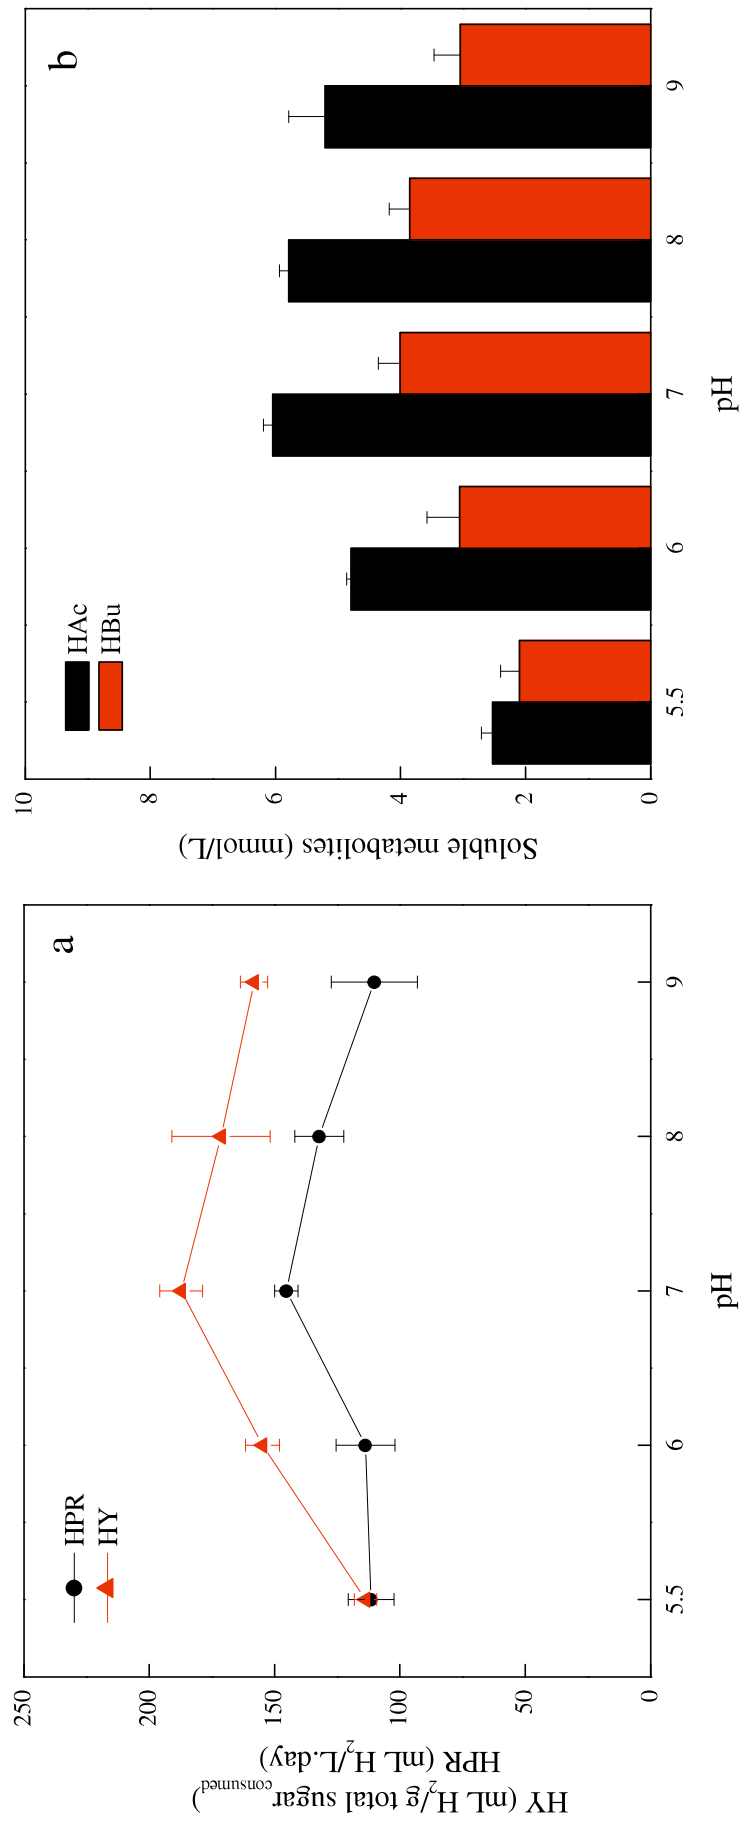 a
HPR
HY
250
200
150
100
50
0
HY (mL H2/g total sugar consumed)
HPR (mL H2/L.day)
5.5 6 7 8 9
pH
b
HAc
HBu
10
8
6
4
2
0
Soluble metabolites (mmol/L)
5.5 6 7 8 9
pH